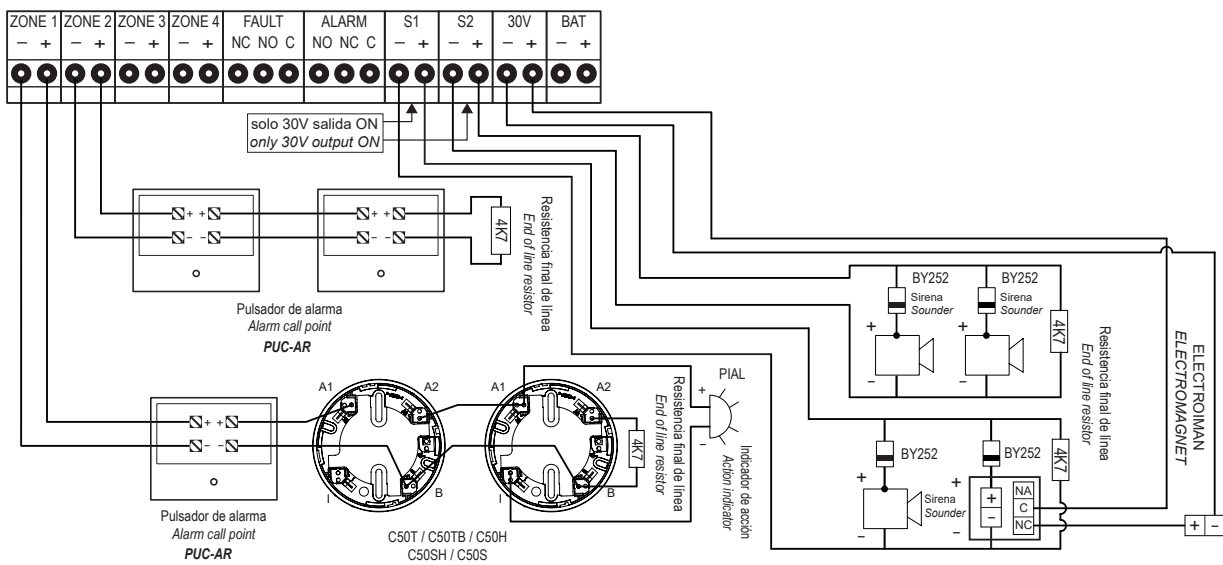 ZONE 1 ZONE 2 ZONE 3 ZONE 4 FAULT ALARM S1 S2 30V BAT
− + − + − + − + NC NO C NO NC C − + − + − + − +
solo 30V salida ON
only 30V output ON
+ +
− −
+ +
− −
4K7
Resistencia final de línea
End of line resistor
Pulsador de alarma
Alarm call point
PUC-AR
BY252
Sirena
Sounder
+
−
BY252
Sirena
Sounder
+
−
4K7
Resistencia final de línea
End of line resistor
ELECTROIMAN
ELECTROMAGNET
A1 A2
I B
A1 A2
I B
4K7
Resistencia final de línea
End of line resistor
PIAL
+
−
Indicador de acción
Action indicator
+ +
− −
Pulsador de alarma
Alarm call point
PUC-AR
C50T / C50TB / C50H
C50SH / C50S
BY252
+
−
Sirena
Sounder
BY252
+
−
+
−
NA
C
NC
4K7
+ −